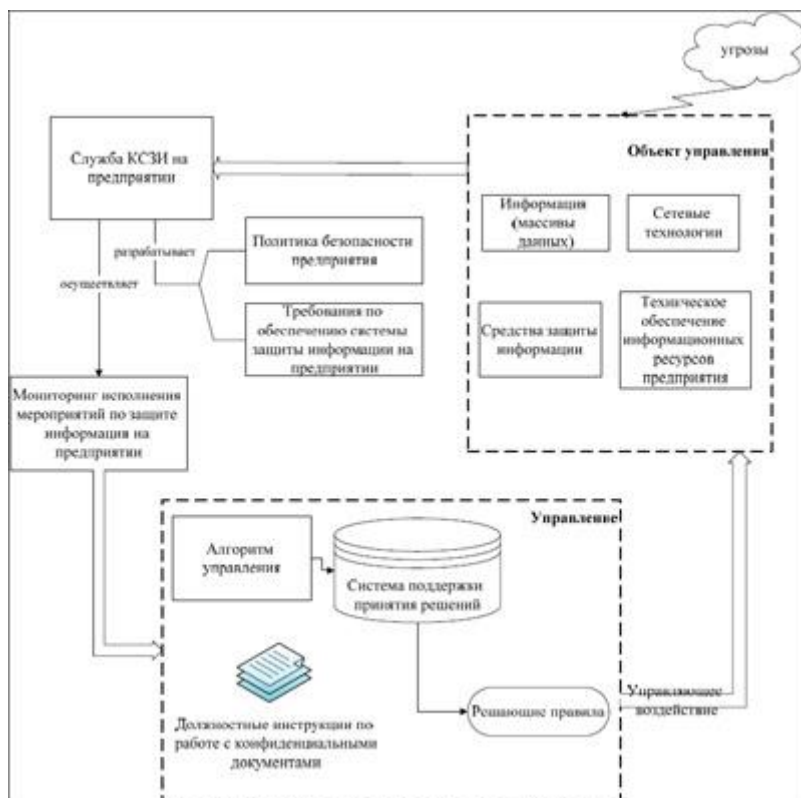 угрозы
Служба КСЗИ на
предприятии
Объект управления
Информация
(массивы
данных)
Сетевые
технологии
разрабатывает
Политика безопасности
предприятия
осуществляет
Требования по
обеспечению системы
защиты информации на
предприятии
Средства защиты
информации
Техническое
обеспечение
информационных
ресурсов
предприятия
Мониторинг исполнения
мероприятий по защите
информация на
предприятии
Управление
Алгоритм
управления
Система поддержки
принятия решений
Должностные инструкции по
работе с конфиденциальными
документами
Решающие правила
Управляющее
воздействие